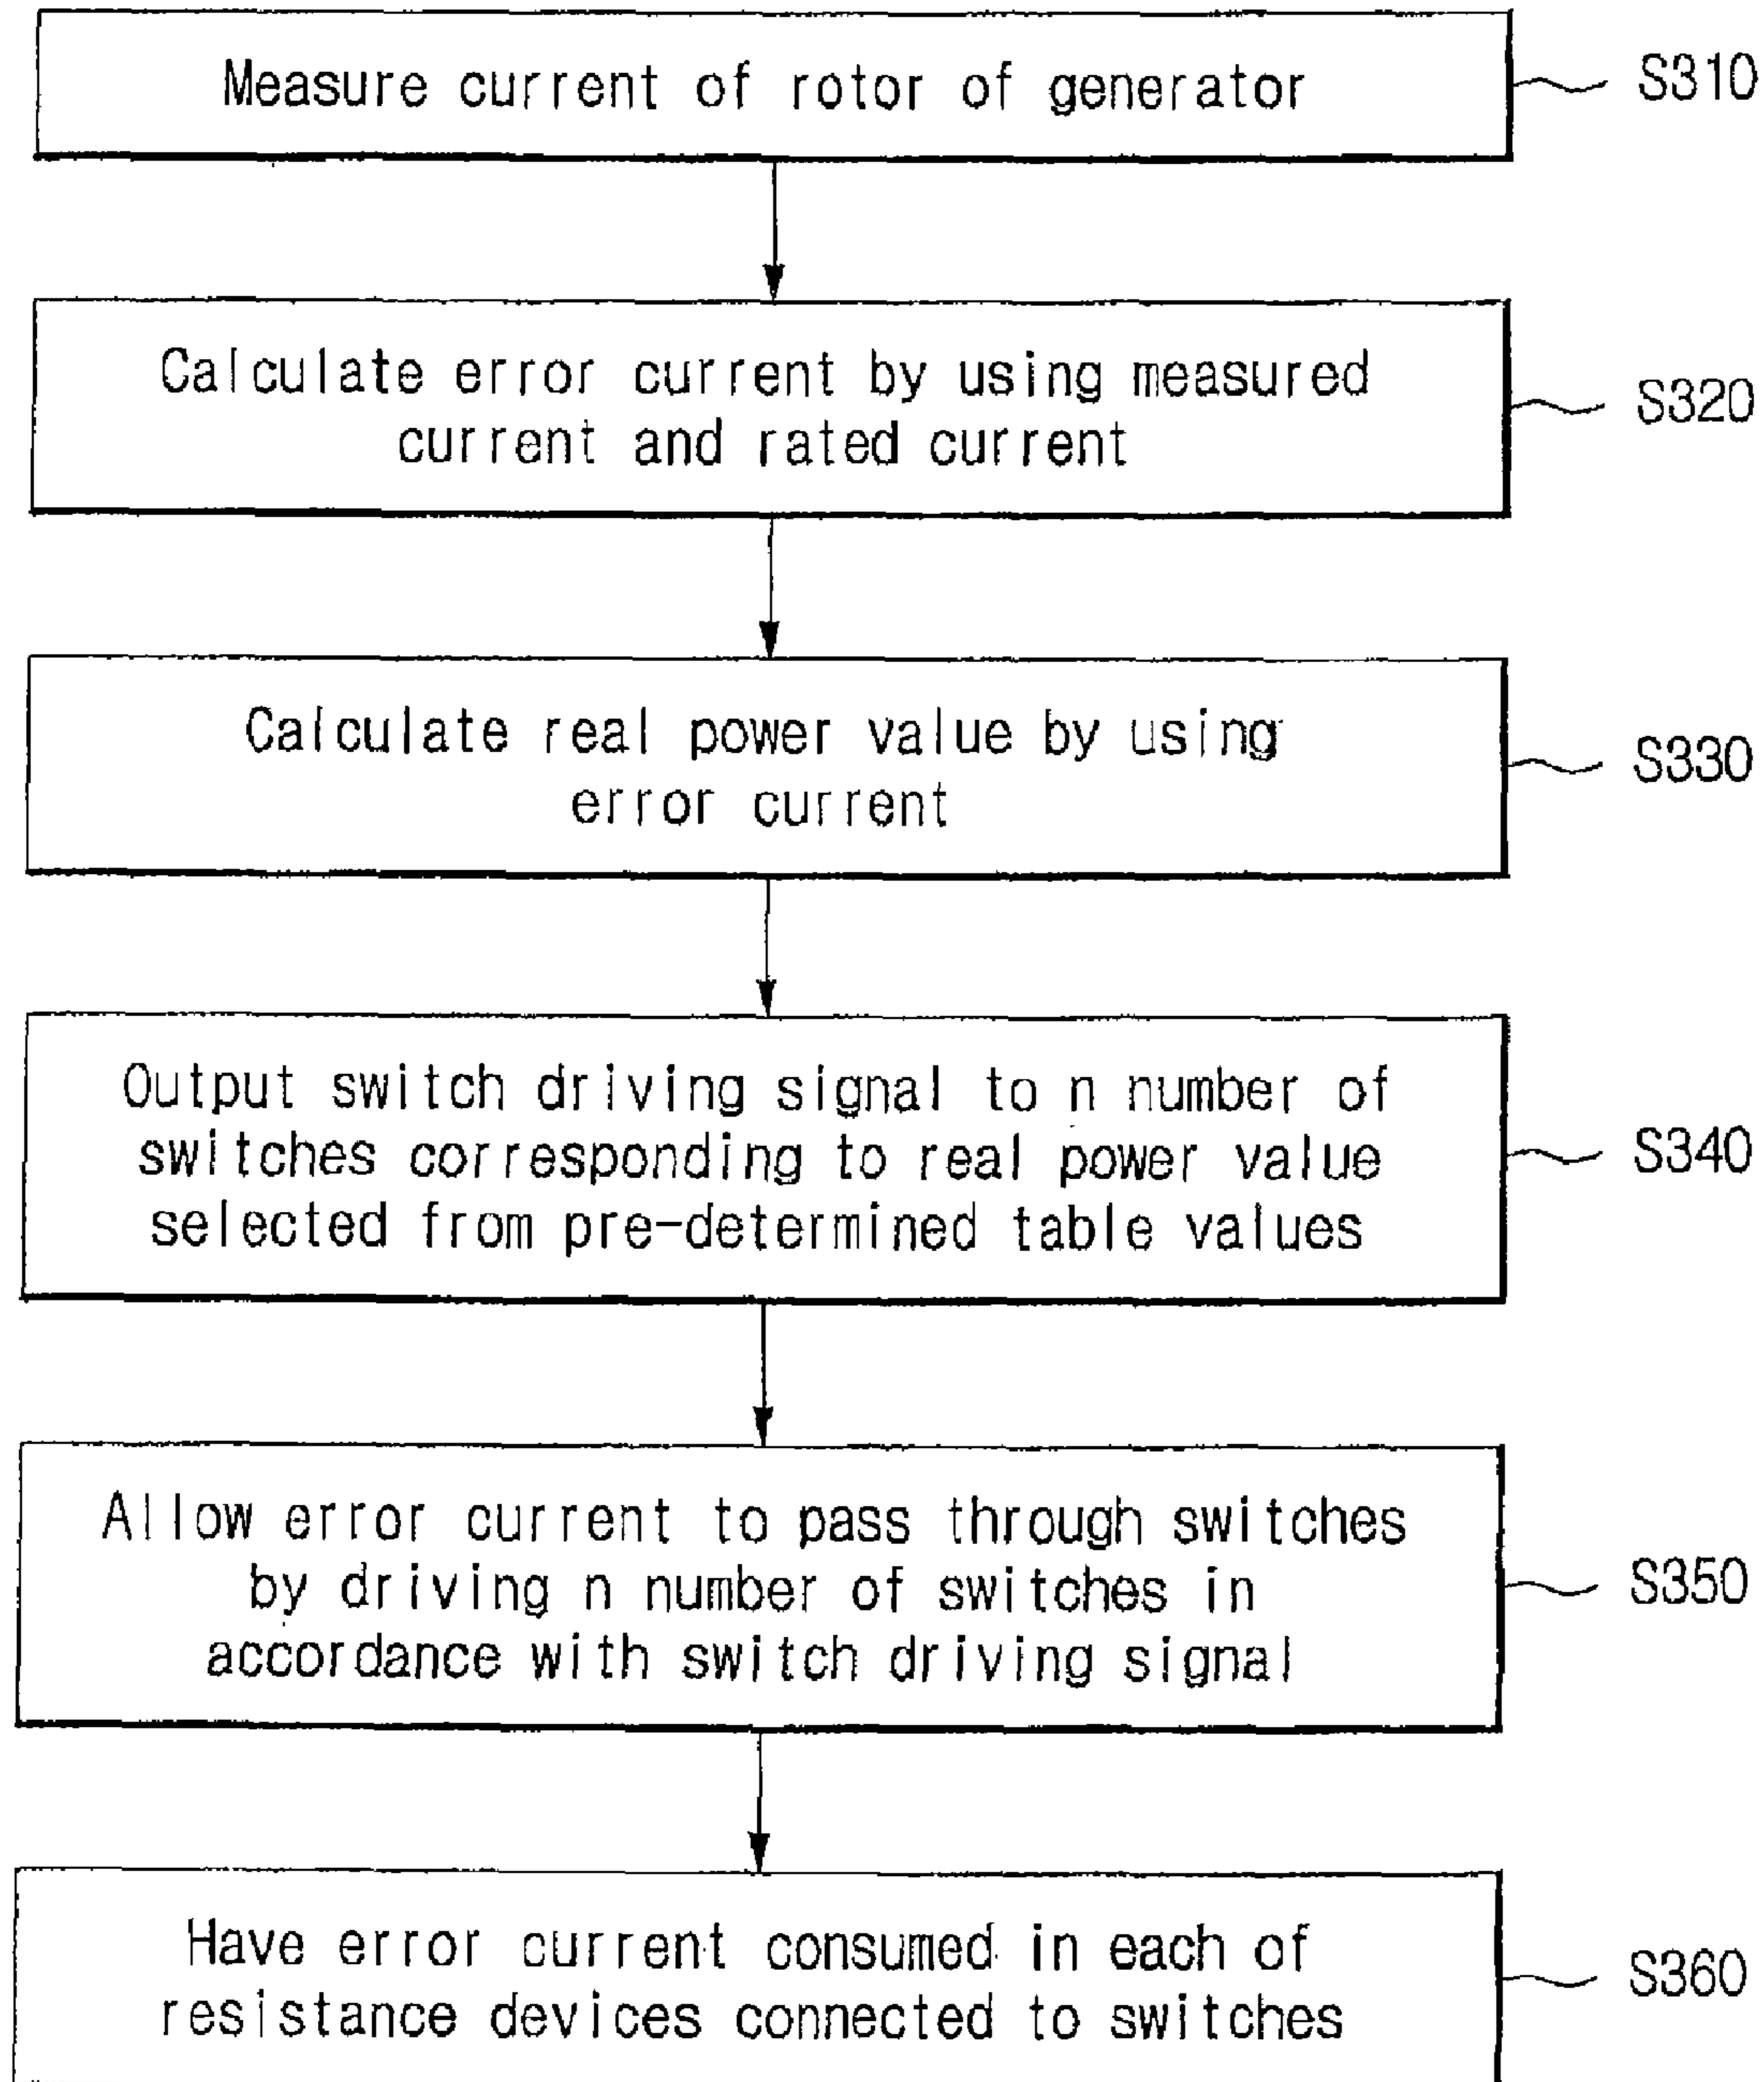 Measure current of rotor of generator
S310
Calculate error current by using measured
current and rated current
S320
Calculate real power value by using
error current
S330
Output switch driving signal to n number of
switches corresponding to real power value
selected from pre-determined table values
S340
Allow error current to pass through switches
by driving n number of switches in
accordance with switch driving signal
S350
Have error current consumed in each of
resistance devices connected to switches
S360